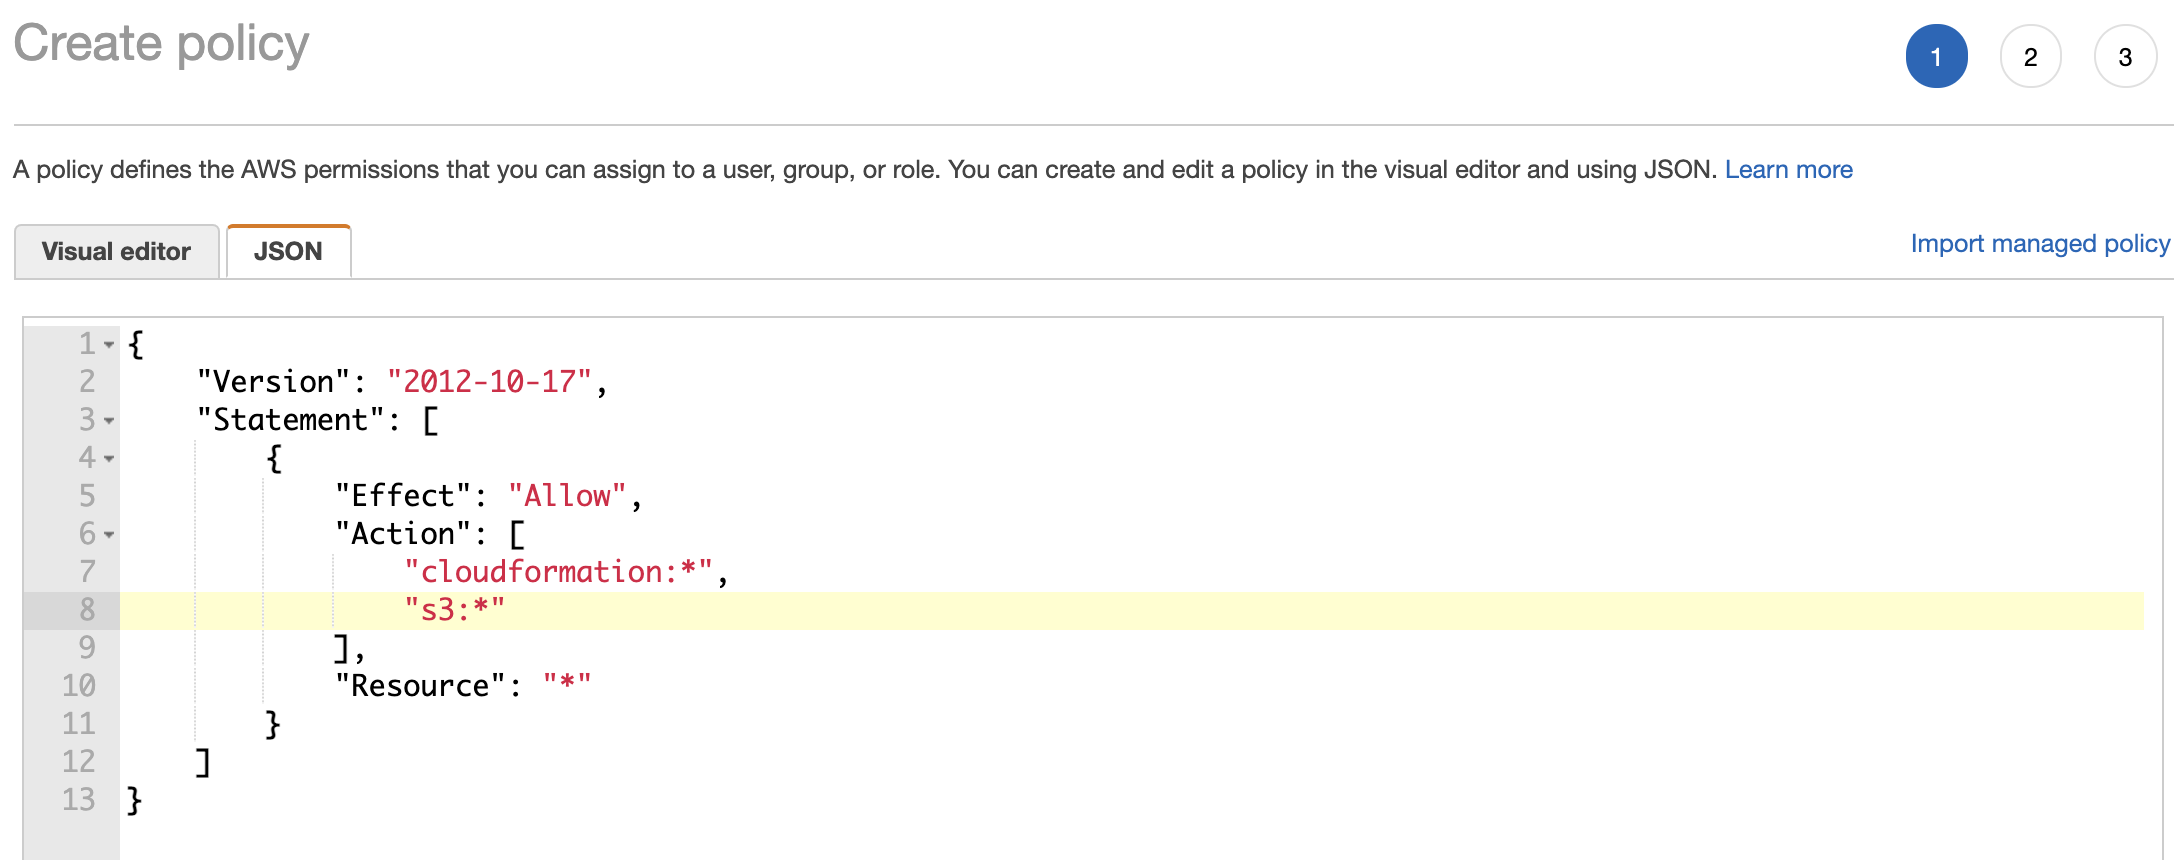 Create policy
1 2 3
A policy defines the AWS permissions that you can assign to a user, group, or role. You can create and edit a policy in the visual editor and using JSON. Learn more
Visual editor JSON
Import managed policy
1 {
2     "Version": "2012-10-17",
3     "Statement": [
4         {
5             "Effect": "Allow",
6             "Action": [
7                 "cloudformation:*",
8                 "s3:*"
9             ],
10             "Resource": "*"
11         }
12     ]
13 }